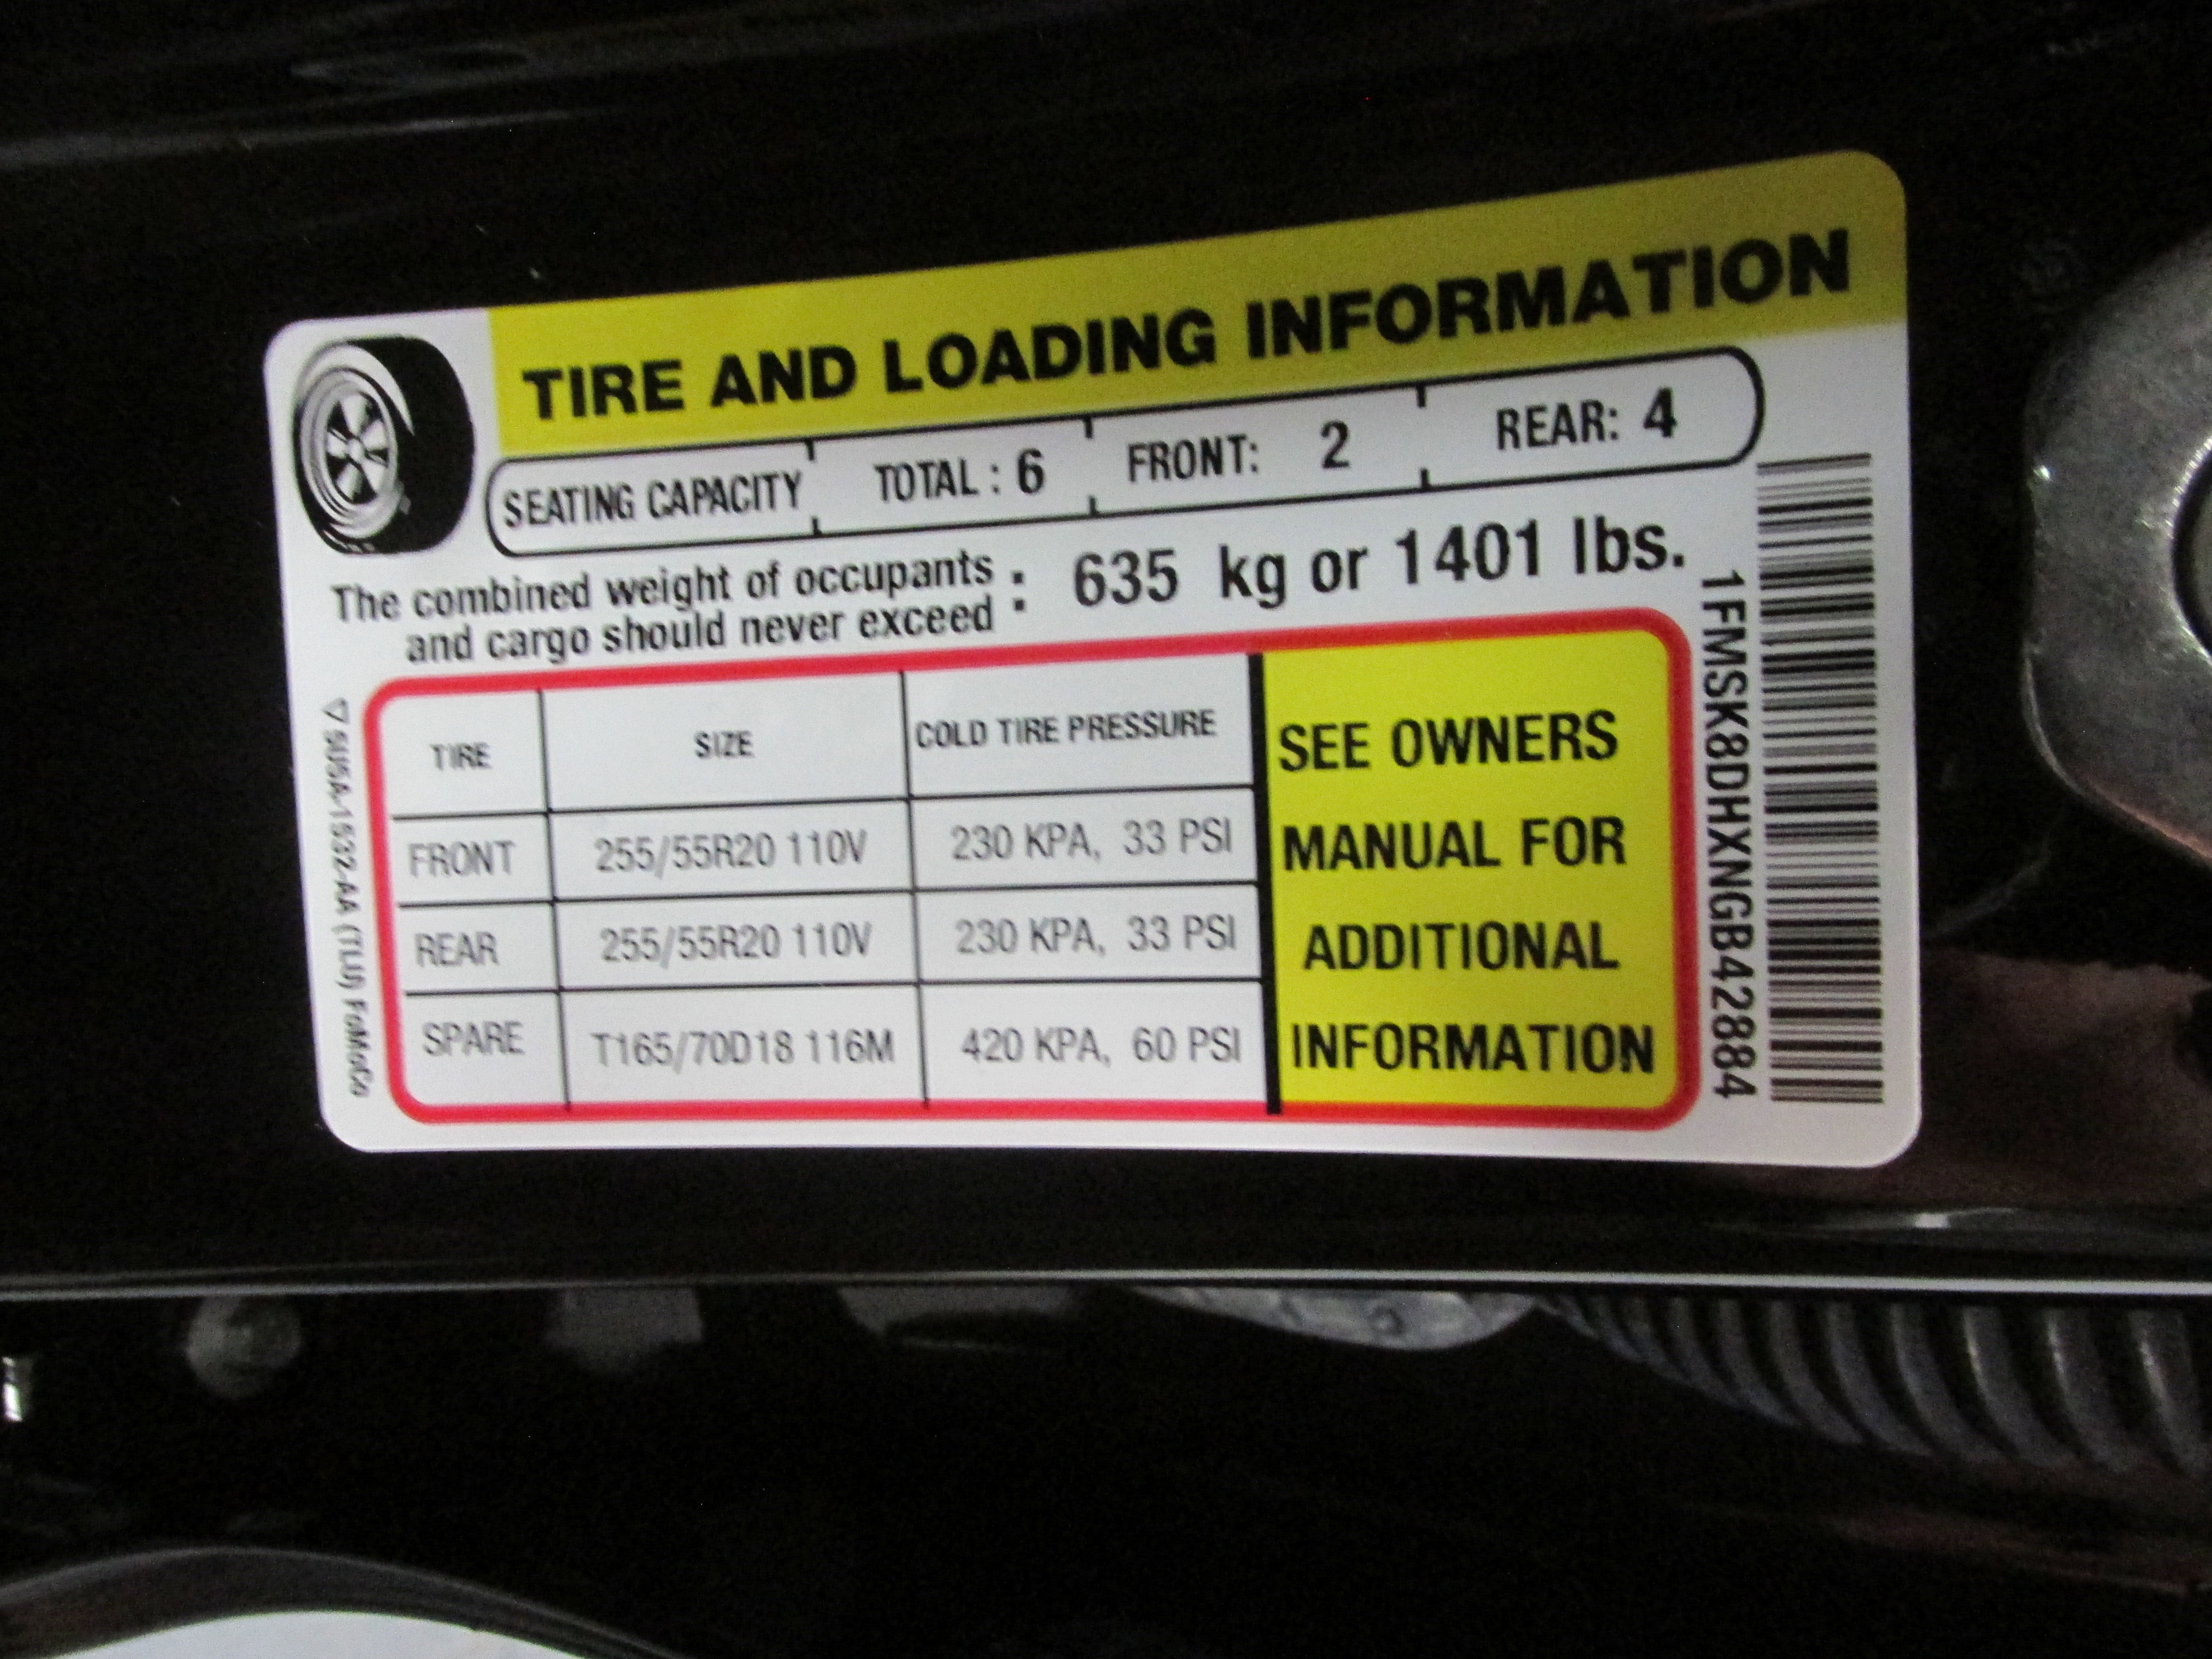 TIRE AND LOADING INFORMATION
SEATING CAPACITY TOTAL : 6 FRONT: 2 REAR: 4
The combined weight of occupants
and cargo should never exceed : 635 kg or 1401 lbs.
TIRE SIZE COLD TIRE PRESSURE
FRONT 255/55R20 110V 230 KPA, 33 PSI
REAR 255/55R20 110V 230 KPA, 33 PSI
SPARE T165/70D18 116M 420 KPA, 60 PSI
SEE OWNERS
MANUAL FOR
ADDITIONAL
INFORMATION
1FMSK8DHXNGB42884
(TLU) FoMoCo